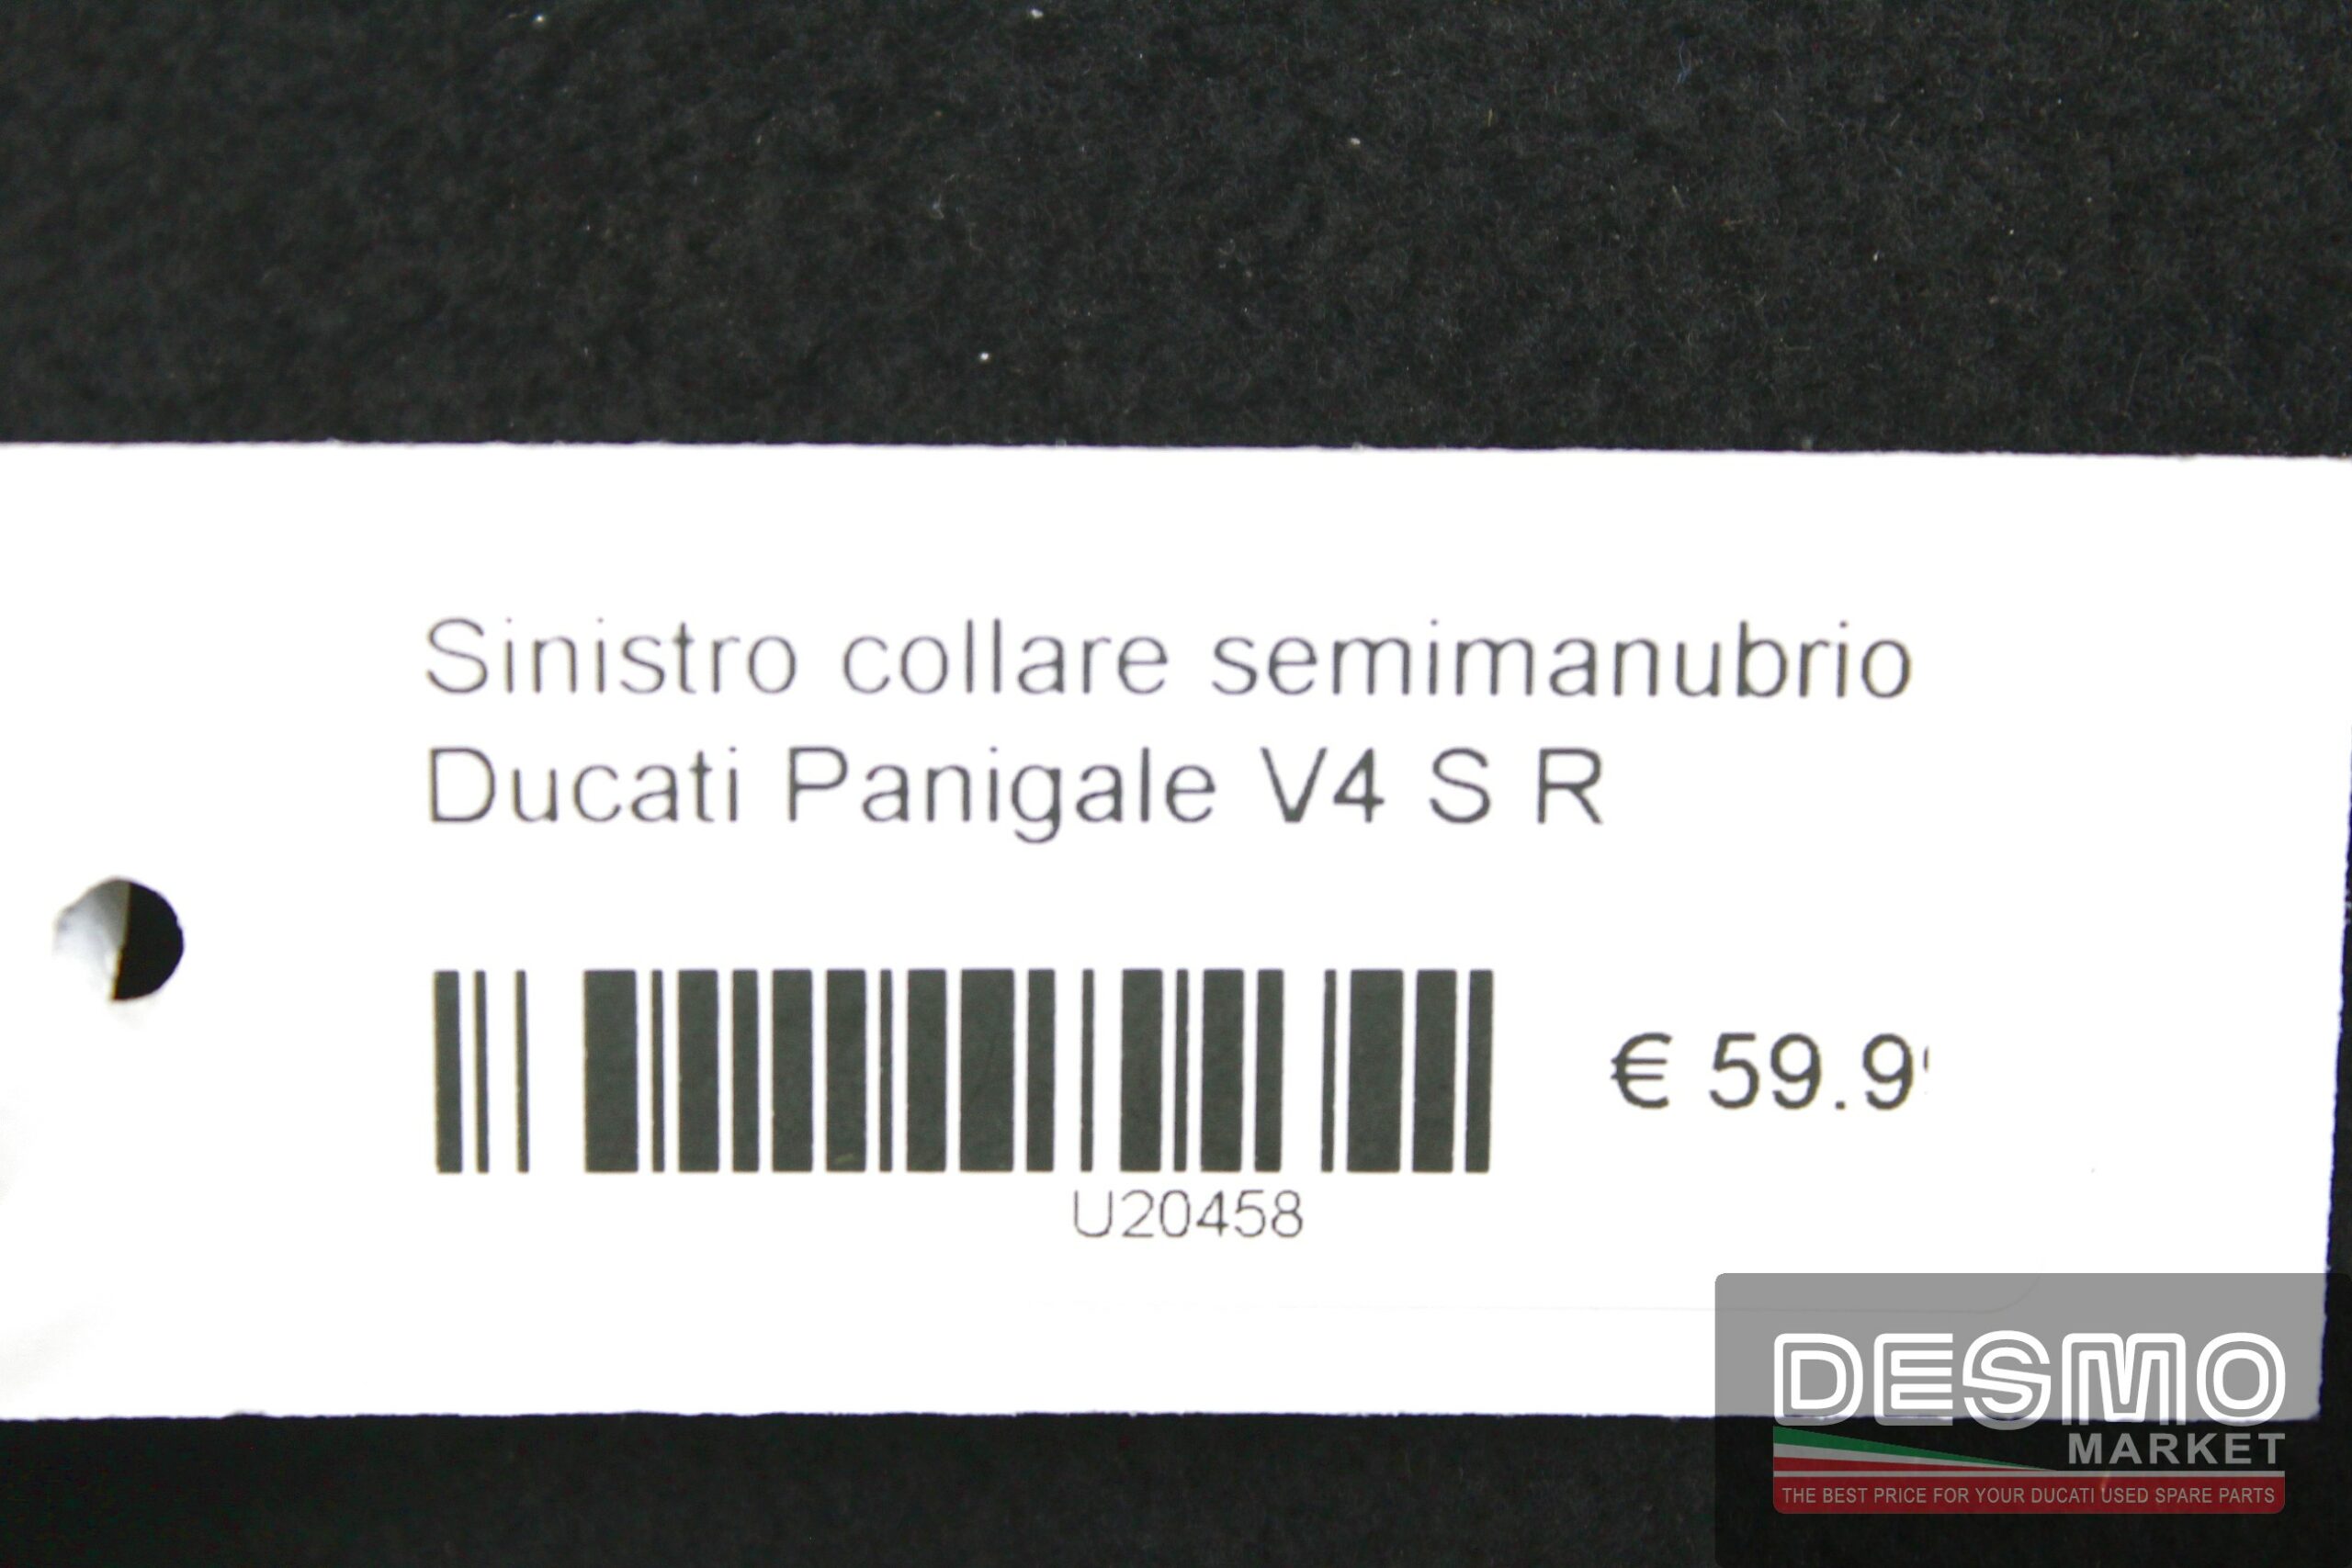 Sinistro collare semimanubrio
Ducati Panigale V4 S R
€ 59.9
U20458
DESMO
MARKET
THE BEST PRICE FOR YOUR DUCATI USED SPARE PARTS